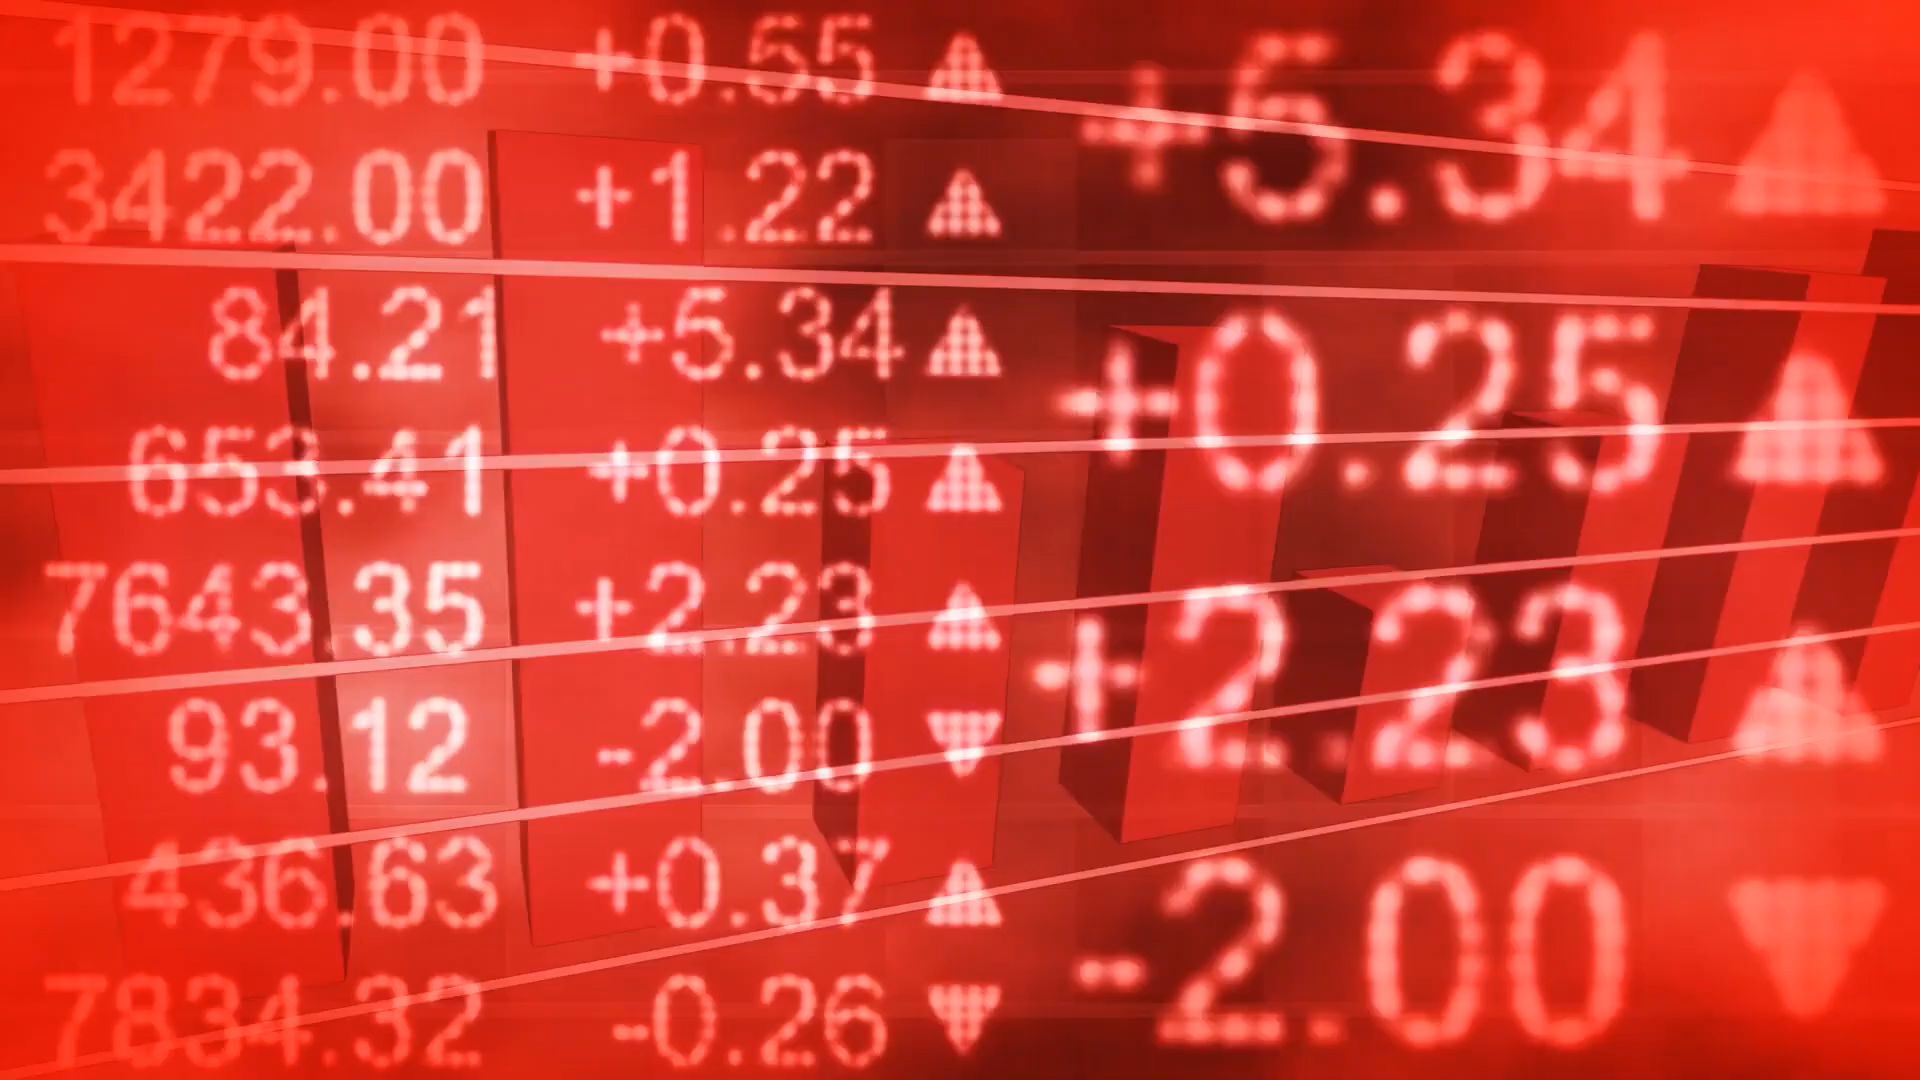 1279.00 +0.55 ▲
3422.00 +1.22 ▲
84.21 +5.34 ▲
653.41 +0.25 ▲
7643.35 +2.23 ▲
93.12 -2.00 ▼
436.63 +0.37 ▲
7834.32 -0.26 ▼
+5.34 ▲
+0.25 ▲
+2.23 ▲
-2.00 ▼